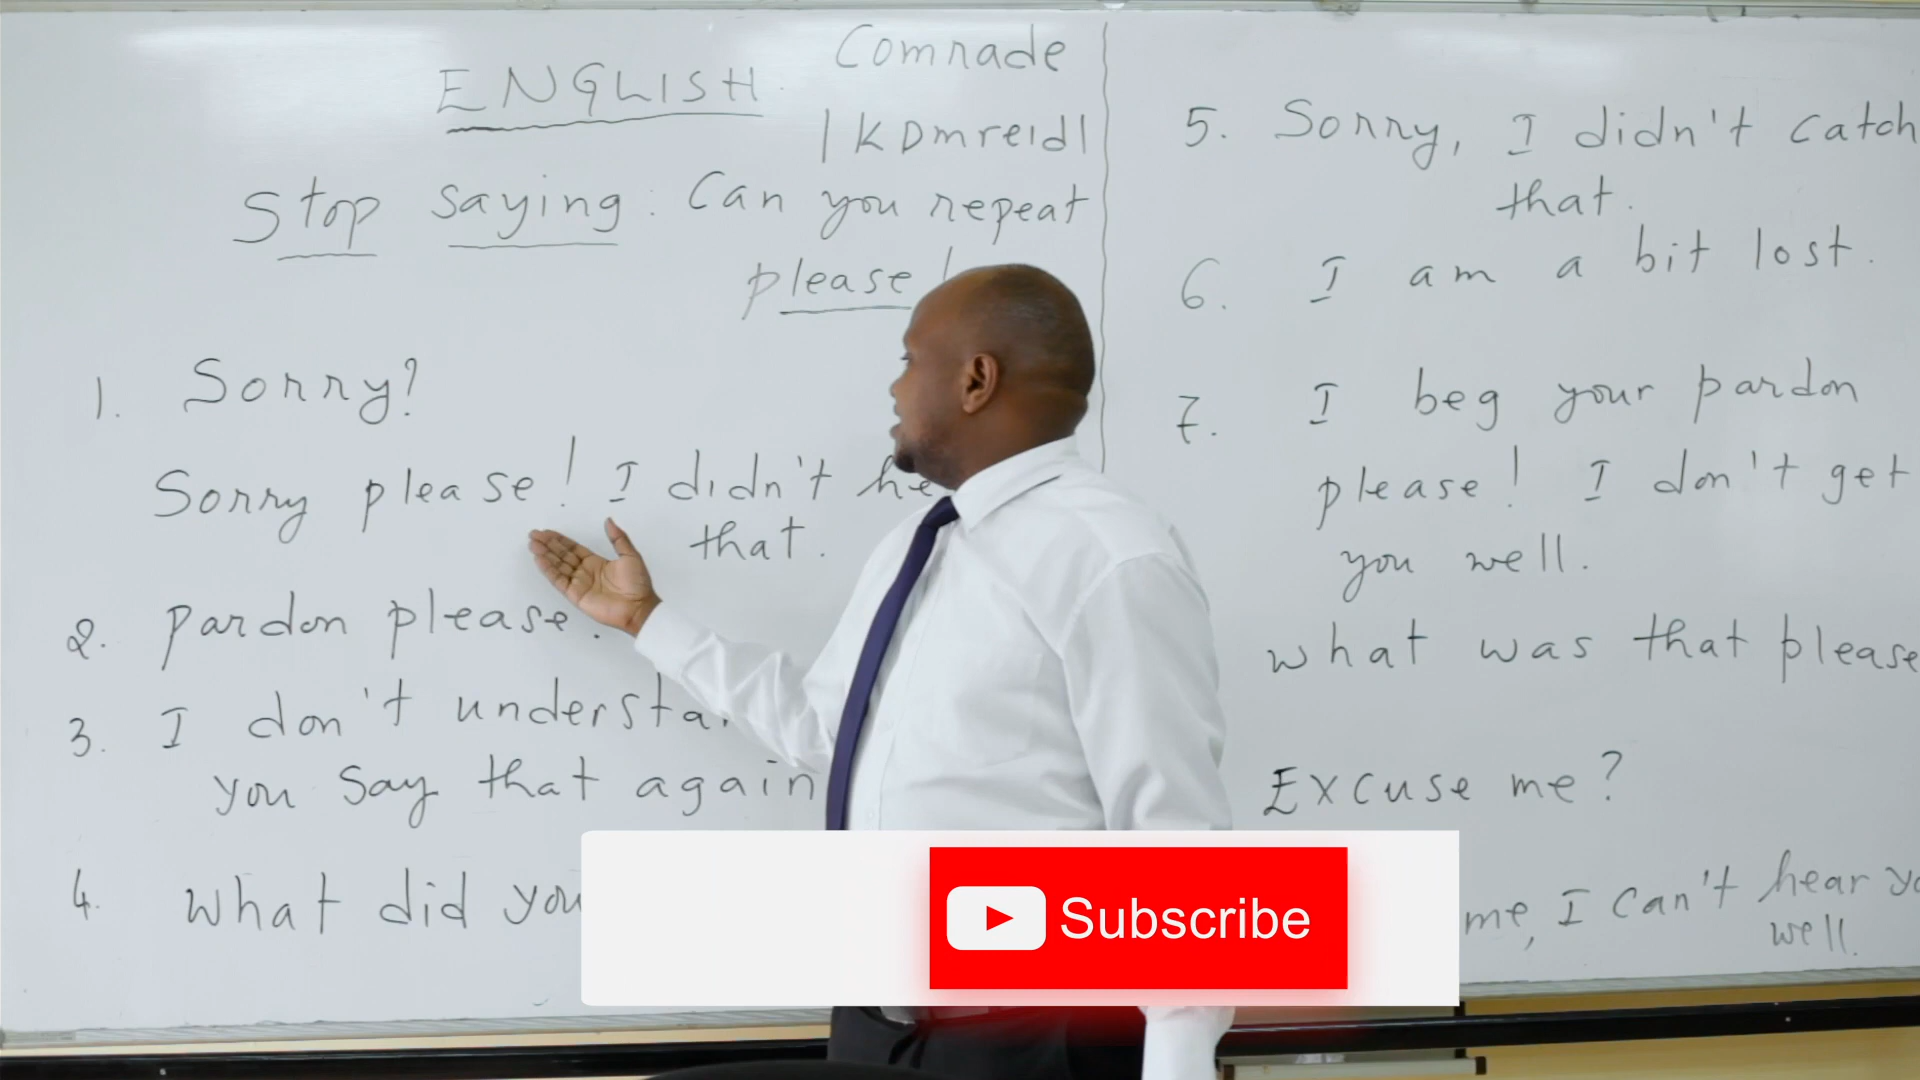 ENGLISH
Comrade
|KDmreid|
Stop saying: Can you repeat
please!
1. Sorry?
Sorry please! I didn't
that.
2. Pardon please.
3. I don't
you say that again
4. What did you
5. Sorry, I didn't catch
that.
6. I am a bit lost.
7. I beg your pardon
please! I don't get
you well.
What was that please
Excuse me?
me, I can't hear
well.
Subscribe